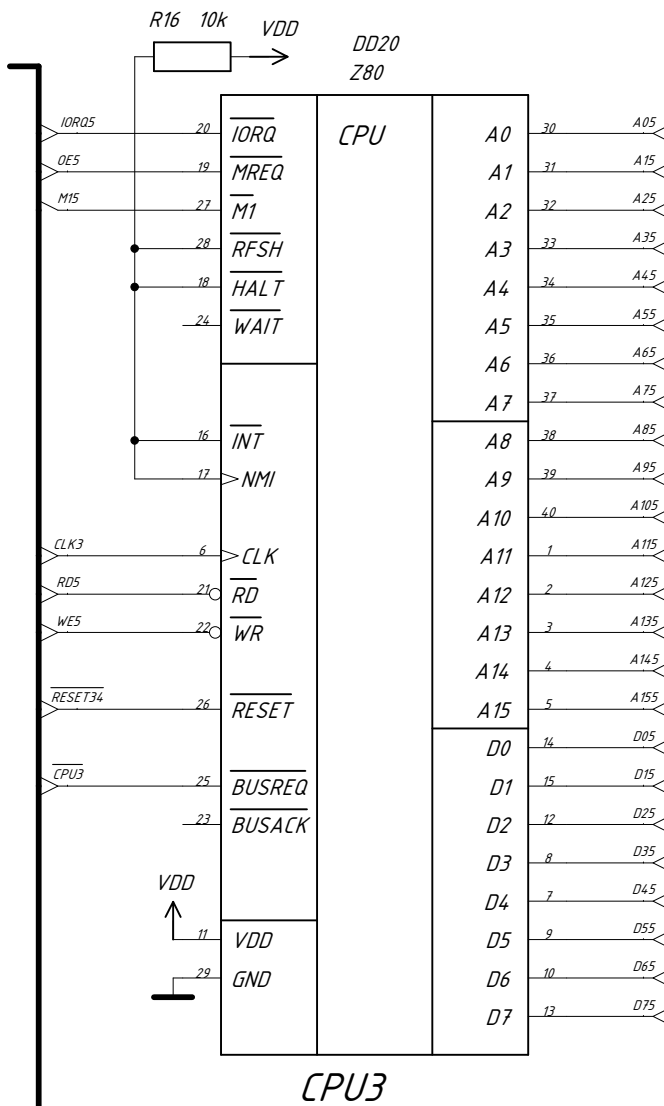 R16 10k VDD
DD20
Z80
CPU
IORQ5 20 IORQ A0 30 A05
OE5 19 MREQ A1 31 A15
M15 27 M1 A2 32 A25
28 RFSH A3 33 A35
18 HALT A4 34 A45
24 WAIT A5 35 A55
A6 36 A65
A7 37 A75
16 INT A8 38 A85
17 NMI A9 39 A95
A10 40 A105
CLK3 6 CLK A11 1 A115
RD5 21 RD A12 2 A125
WE5 22 WR A13 3 A135
A14 4 A145
RESET34 26 RESET A15 5 A155
D0 14 D05
CPU3 25 BUSREQ D1 15 D15
23 BUSACK D2 12 D25
D3 8 D35
VDD D4 7 D45
11 VDD D5 9 D55
29 GND D6 10 D65
D7 13 D75
CPU3